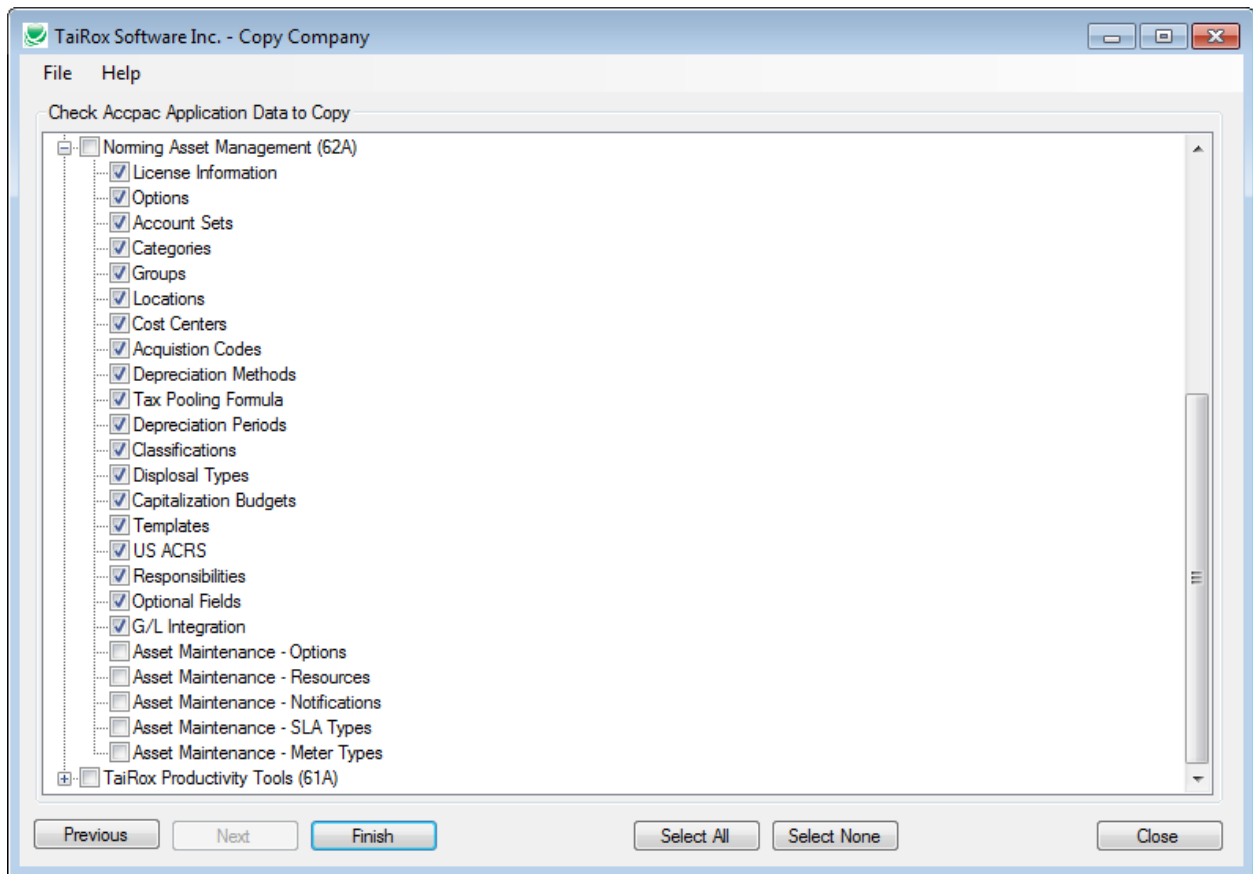 TaiRox Software Inc. - Copy Company
File Help
Check Accpac Application Data to Copy
Norming Asset Management (62A)
License Information
Options
Account Sets
Categories
Groups
Locations
Cost Centers
Acquistion Codes
Depreciation Methods
Tax Pooling Formula
Depreciation Periods
Classifications
Displosal Types
Capitalization Budgets
Templates
US ACRS
Responsibilities
Optional Fields
G/L Integration
Asset Maintenance - Options
Asset Maintenance - Resources
Asset Maintenance - Notifications
Asset Maintenance - SLA Types
Asset Maintenance - Meter Types
TaiRox Productivity Tools (61A)
Previous Next Finish Select All Select None Close